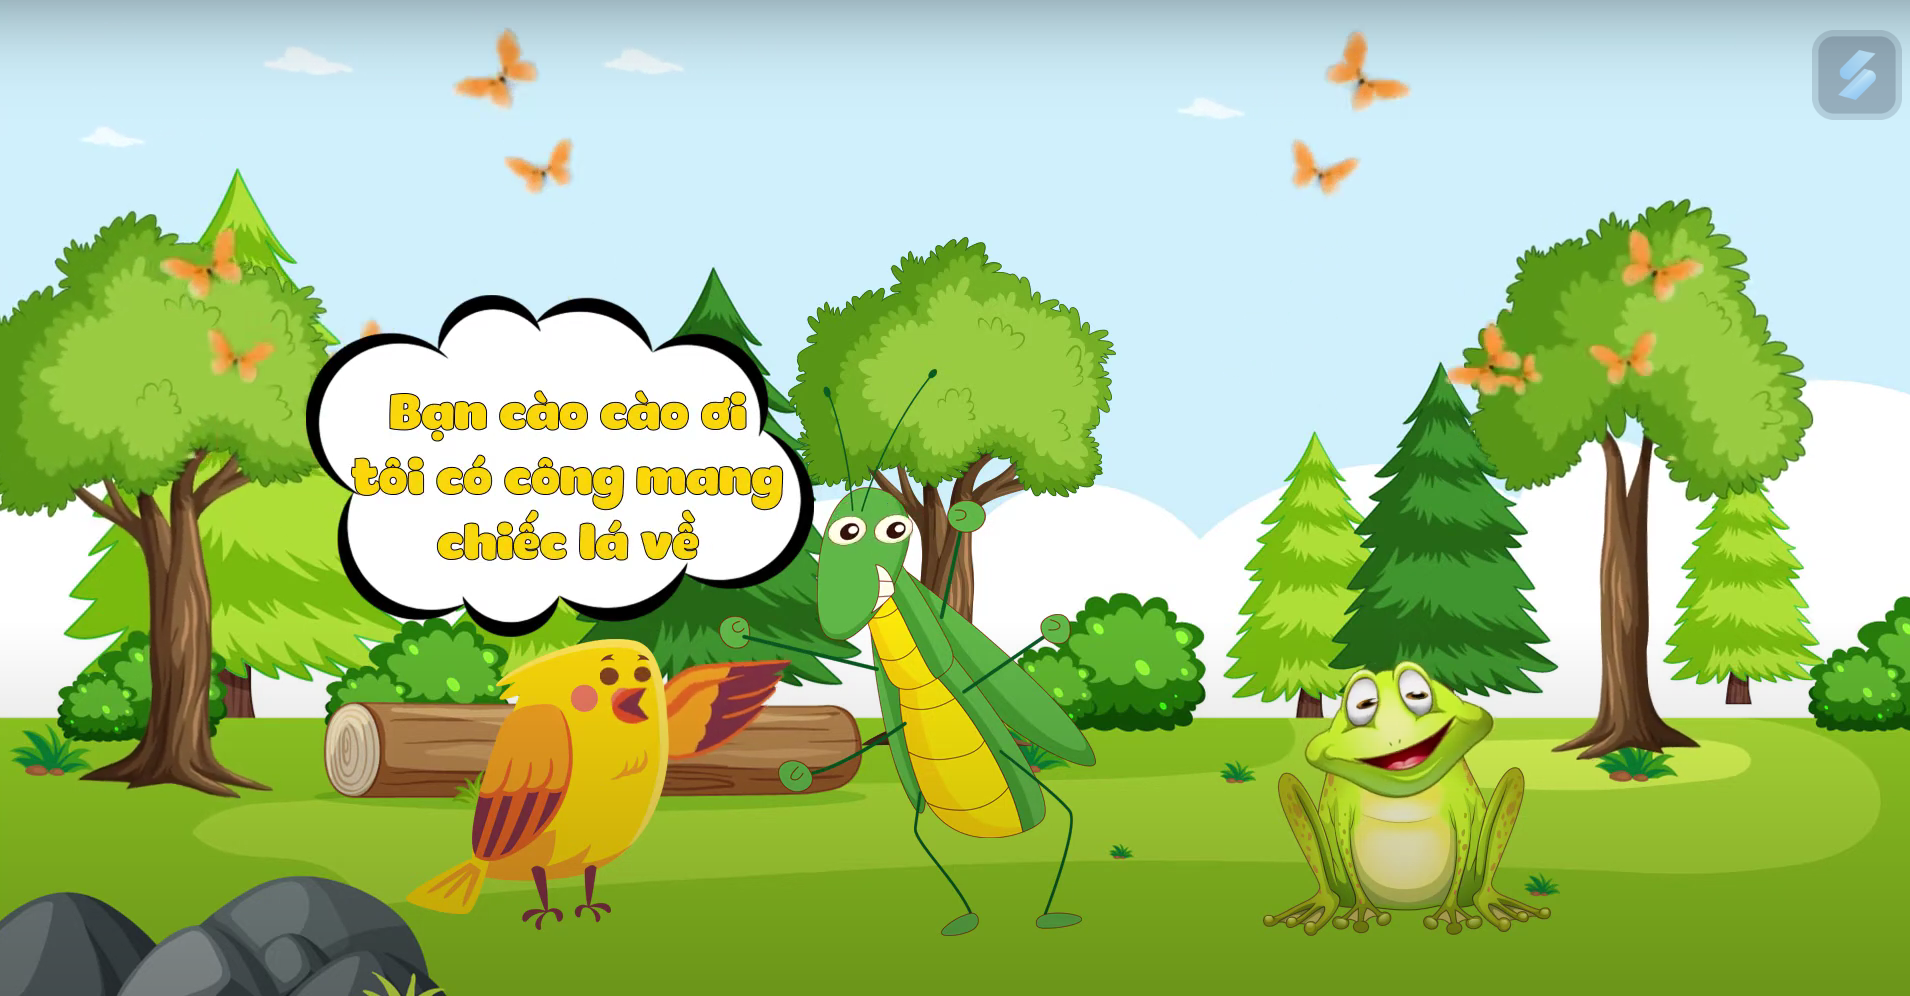 Bạn cào cào ơi
tôi có công mang
chiếc lá về